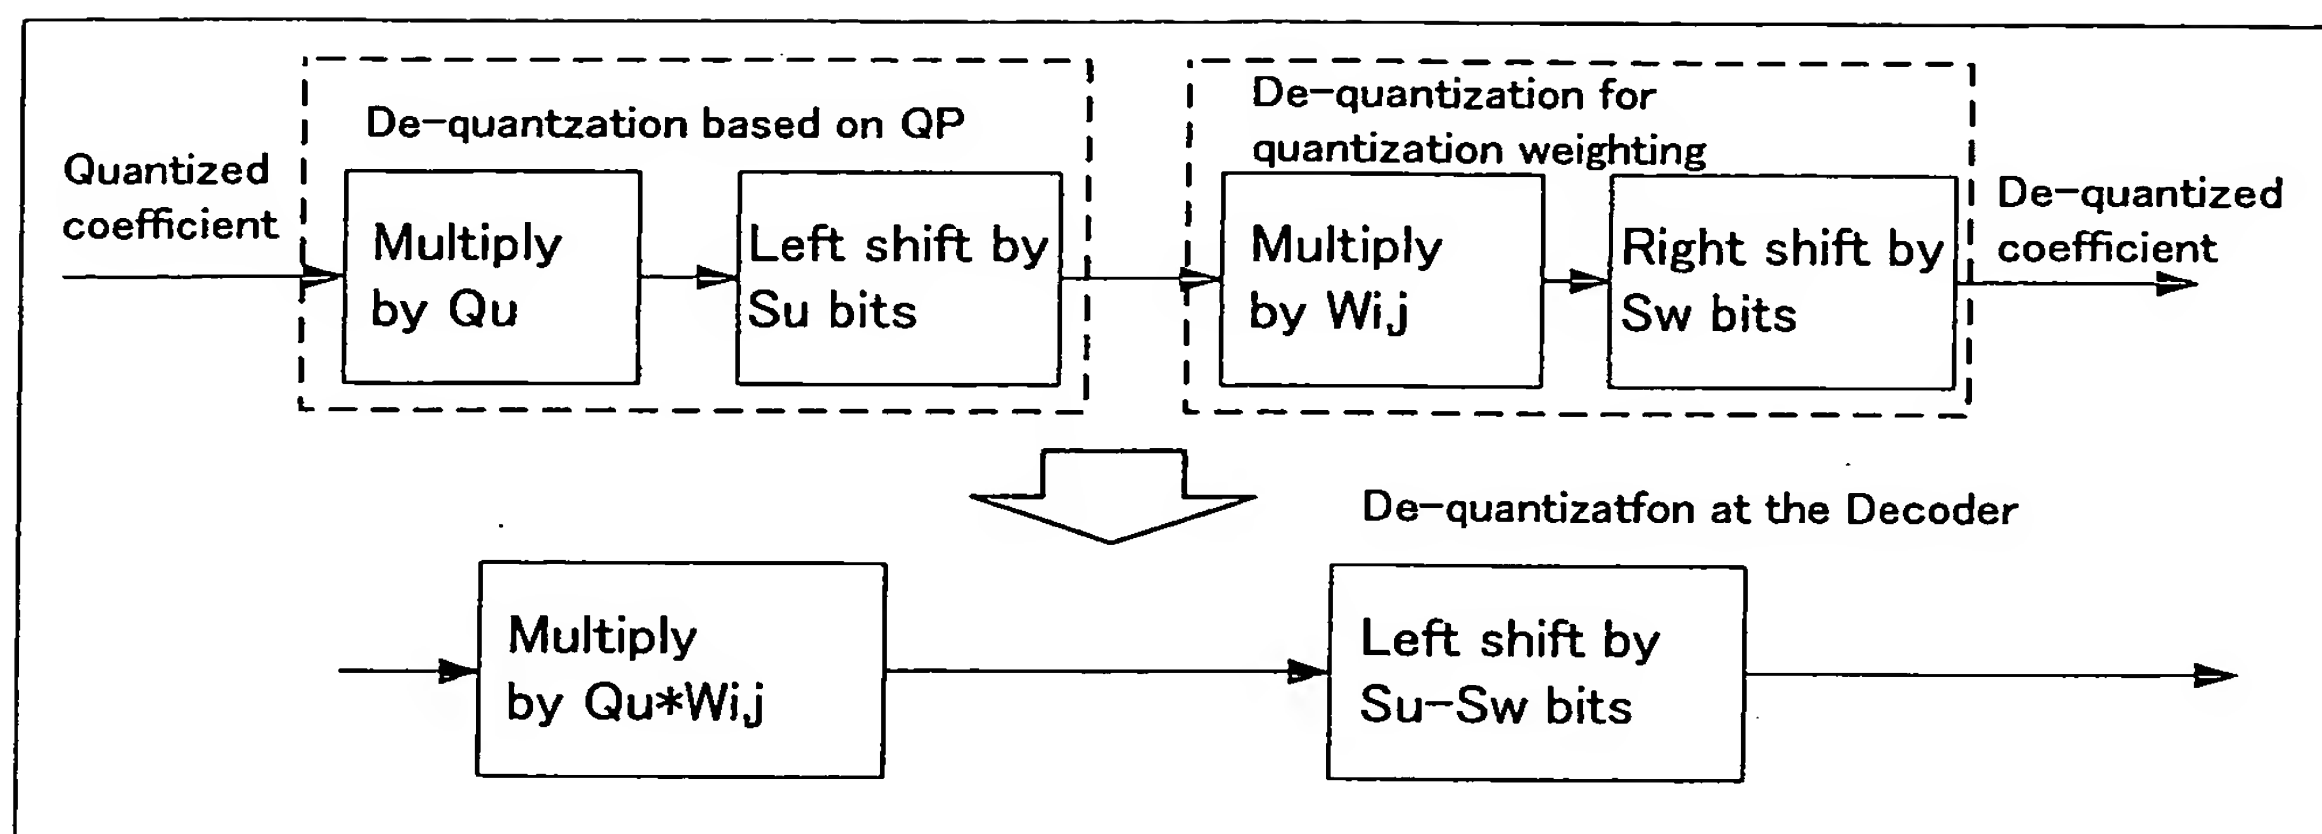 De-quantzation based on QP
De-quantization for
quantization weighting
Quantized
coefficient
Multiply
by Qu
Left shift by
Su bits
Multiply
by Wi,j
Right shift by
Sw bits
De-quantized
coefficient
De-quantizatfon at the Decoder
Multiply
by Qu*Wi,j
Left shift by
Su-Sw bits